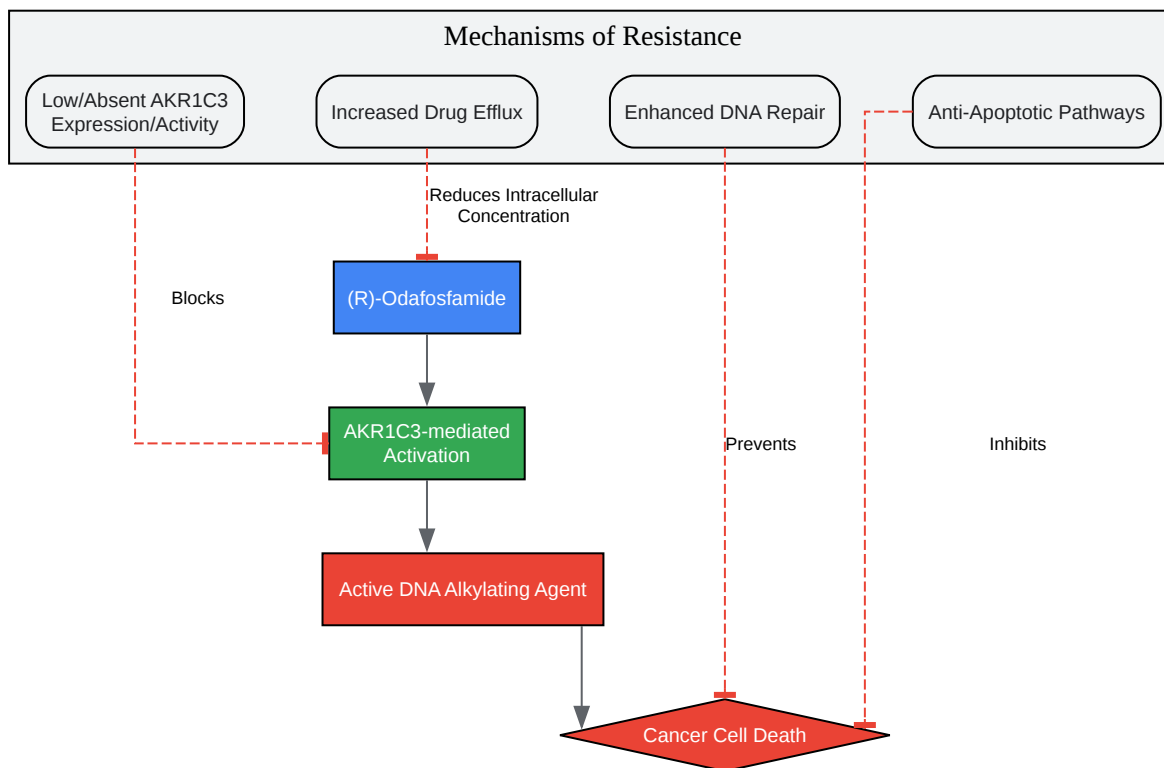 Mechanisms of Resistance
Low/Absent AKR1C3
Expression/Activity
Increased Drug Efflux
Enhanced DNA Repair
Anti-Apoptotic Pathways
Reduces Intracellular
Concentration
Blocks
(R)-Odafosfamide
AKR1C3-mediated
Activation
Prevents
Inhibits
Active DNA Alkylating Agent
Cancer Cell Death